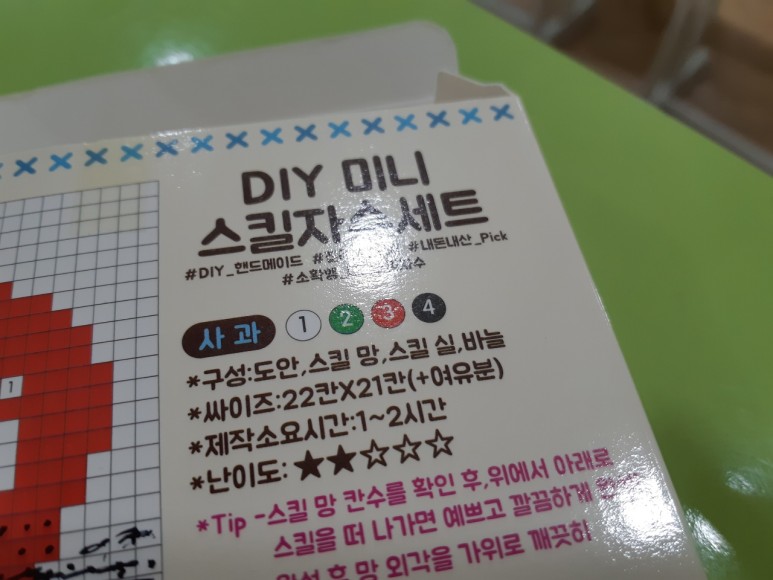 DIY 미니
스킬자수세트
#DIY_핸드메이드 #내돈내산_Pick
#소확행
사과 1 2 3 4
*구성:도안,스킬 망,스킬 실,바늘
*싸이즈:22칸X21칸(+여유분)
*제작소요시간:1~2시간
*난이도:★★☆☆☆
1
*Tip -스킬 망 칸수를 확인 후,위에서 아래로
스킬을 떠 나가면 예쁘고 깔끔하게
완성 후 망 외각을 가위로 깨끗하